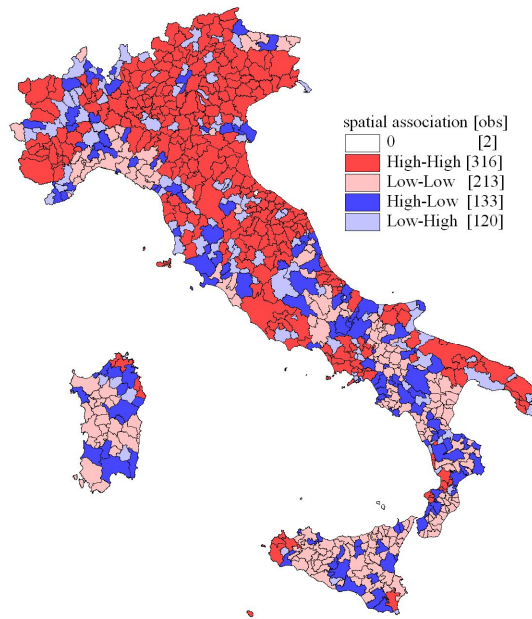 spatial association [obs]
0 [2]
High-High [316]
Low-Low [213]
High-Low [133]
Low-High [120]